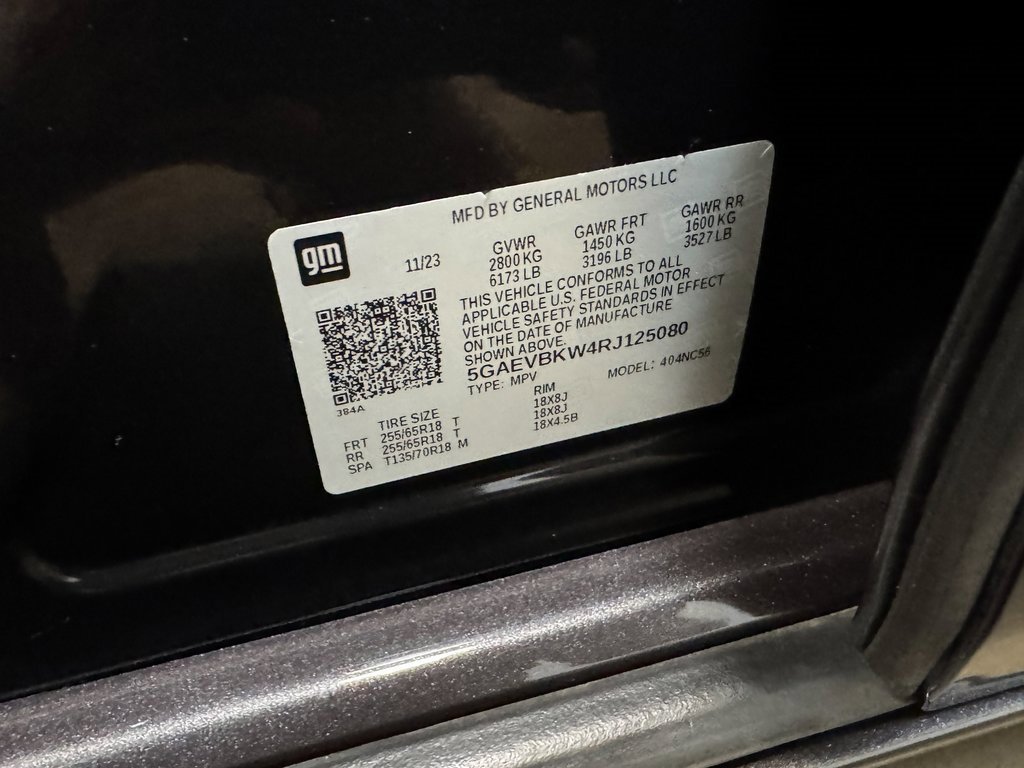 MFD BY GENERAL MOTORS LLC
gm
11/23
GVWR GAWR FRT GAWR RR
2800 KG 1450 KG 1600 KG
6173 LB 3196 LB 3527 LB
THIS VEHICLE CONFORMS TO ALL
APPLICABLE U.S. FEDERAL MOTOR
VEHICLE SAFETY STANDARDS IN EFFECT
ON THE DATE OF MANUFACTURE
SHOWN ABOVE.
5GAEVBKW4RJ125080
TYPE: MPV MODEL: 404NC56
384A
TIRE SIZE RIM
FRT 255/65R18 T 18X8J
RR 255/65R18 T 18X8J
SPA T135/70R18 M 18X4.5B